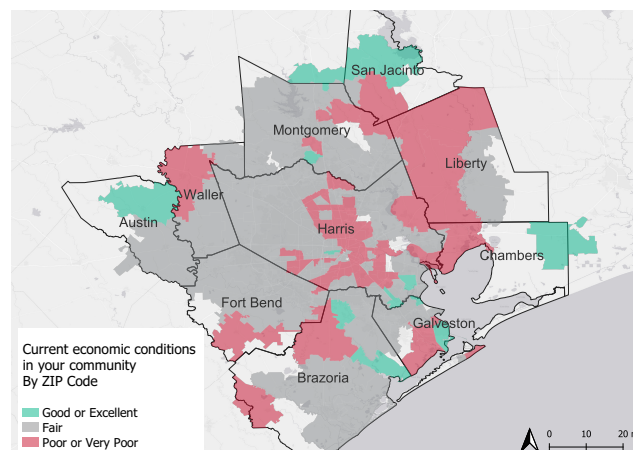 San Jacinto
Montgomery
Liberty
Waller
Austin
Harris
Chambers
Fort Bend
Galveston
Brazoria
Current economic conditions
in your community
By ZIP Code
Good or Excellent
Fair
Poor or Very Poor
0 10 20